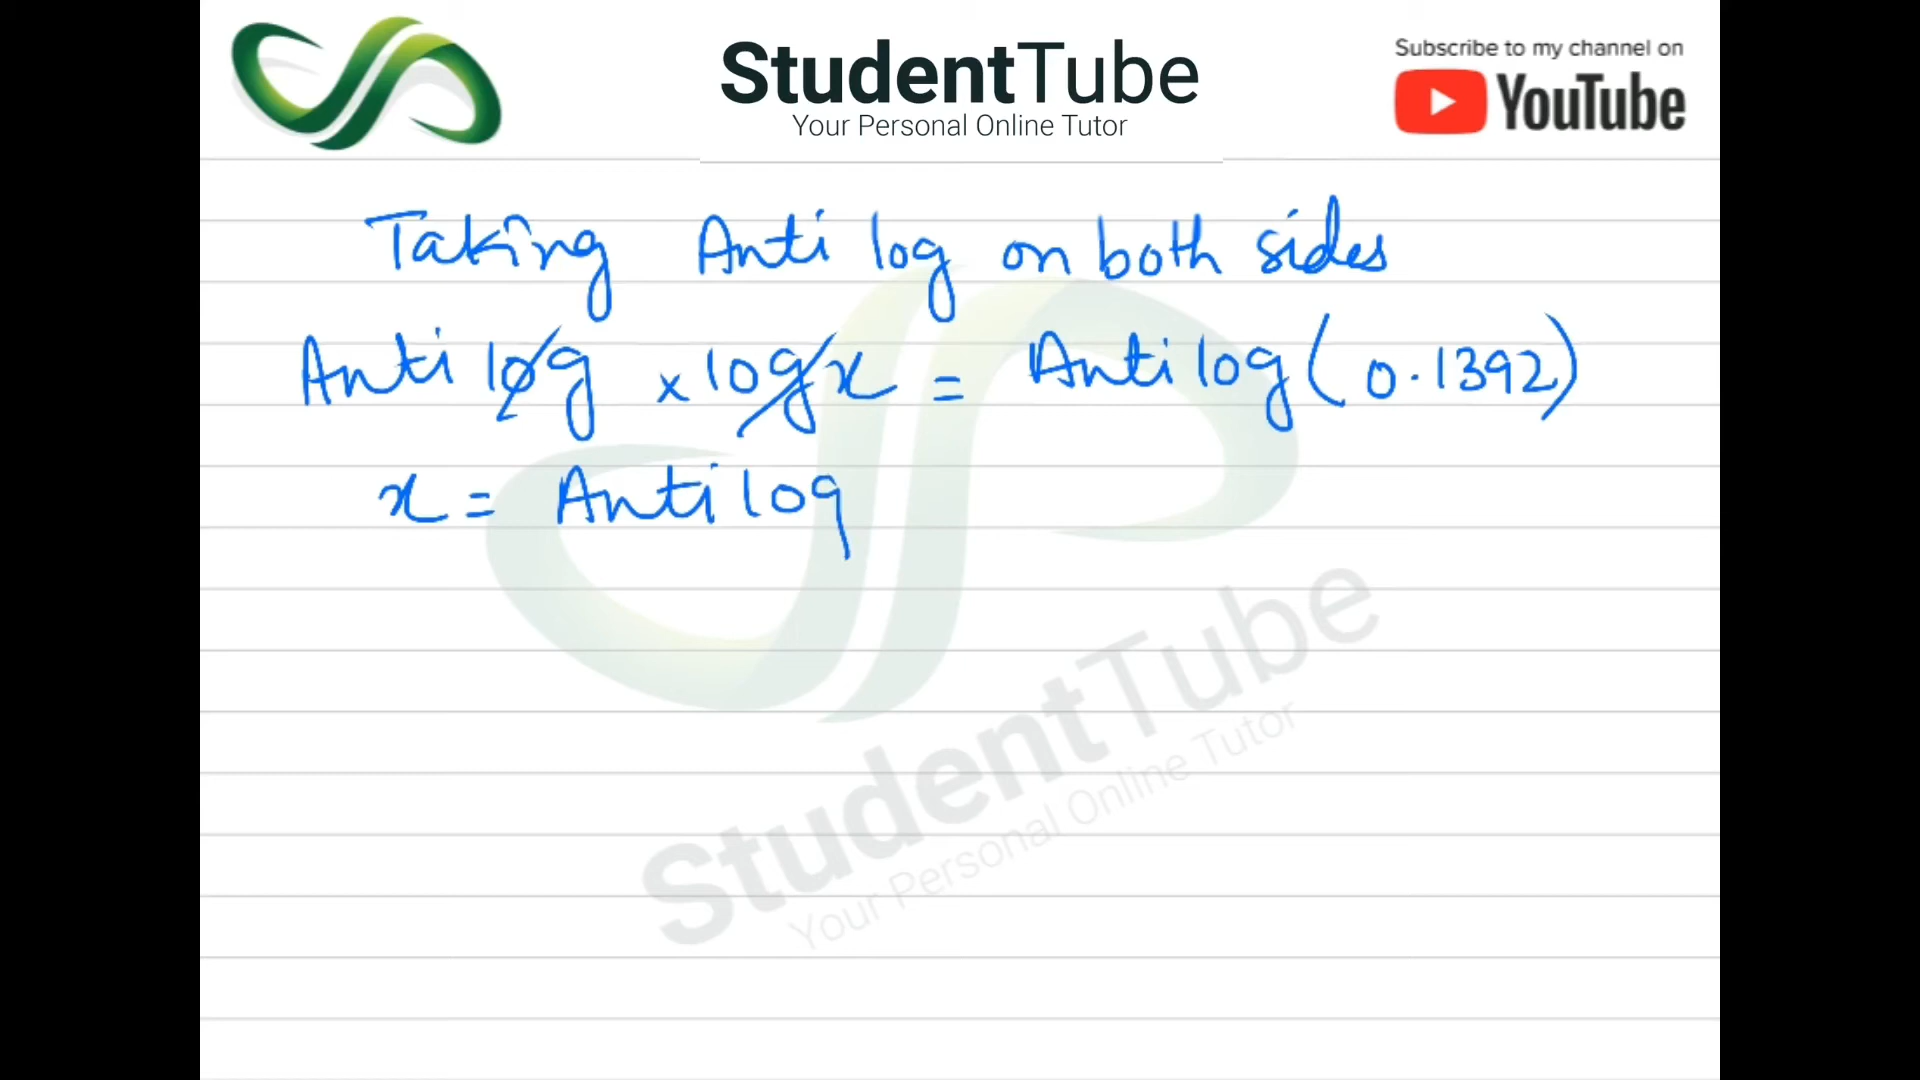 StudentTube
Your Personal Online Tutor
Subscribe to my channel on
YouTube
Taking Anti log on both sides
Anti log × log x = Anti log (0.1392)
x = Anti log
StudentTube
Your Personal Online Tutor